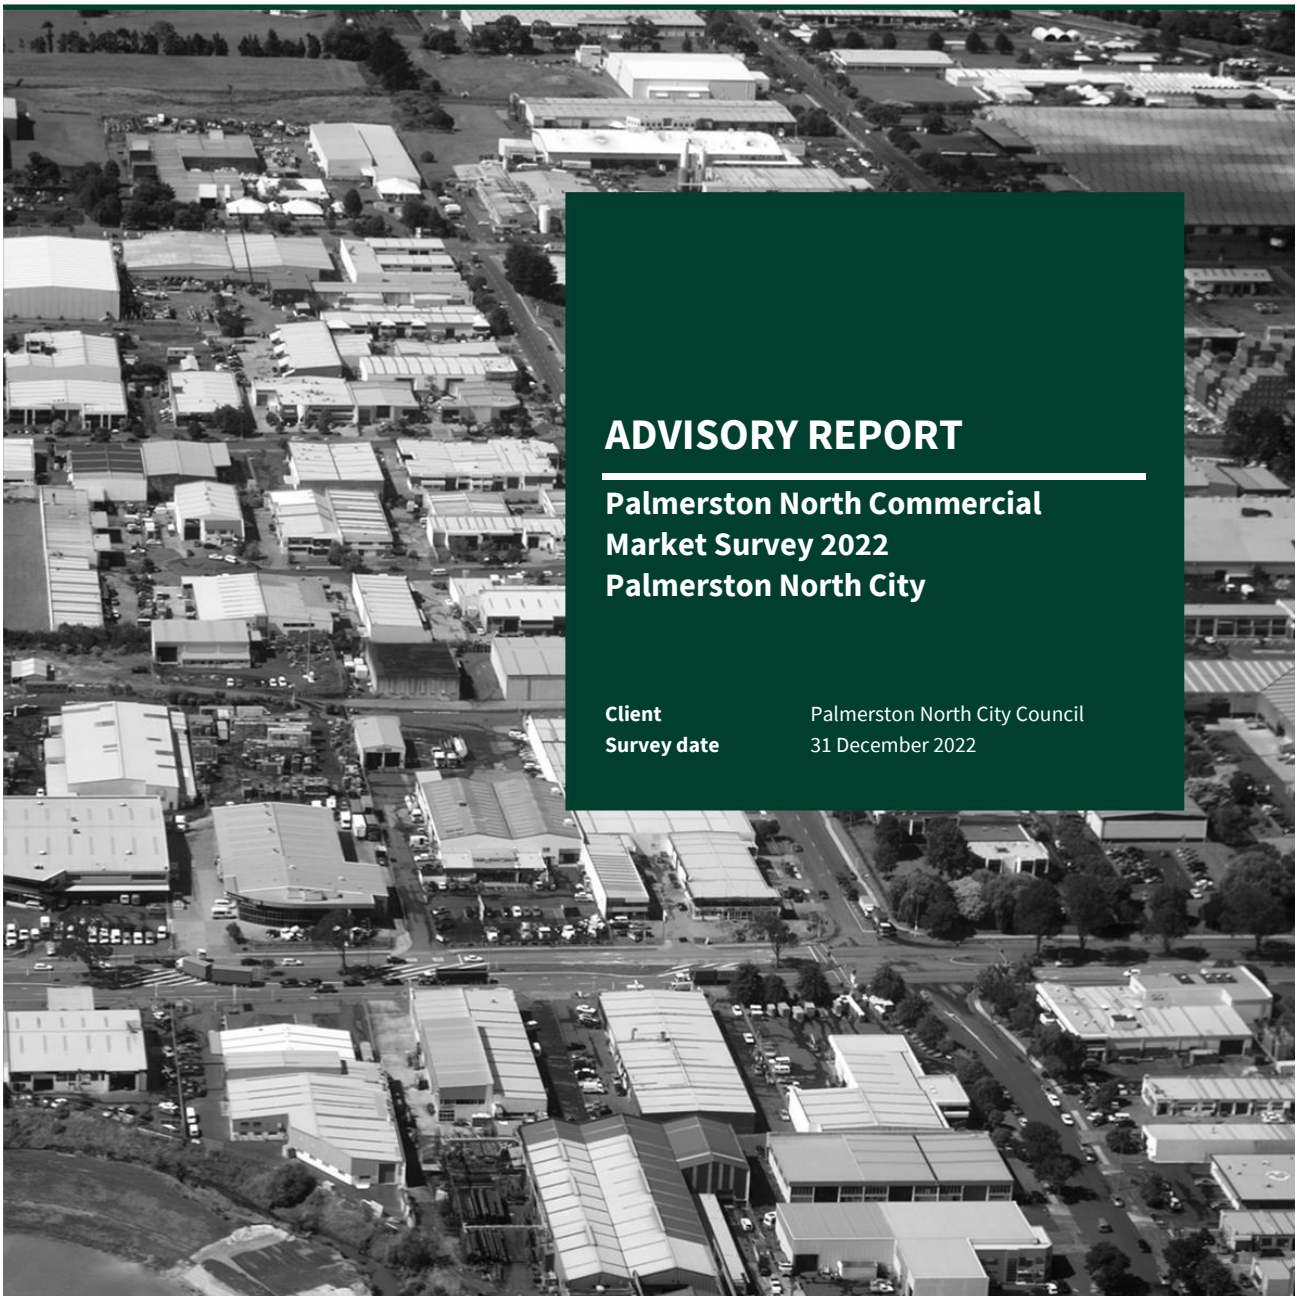 ADVISORY REPORT
Palmerston North Commercial
Market Survey 2022
Palmerston North City
Client Palmerston North City Council
Survey date 31 December 2022